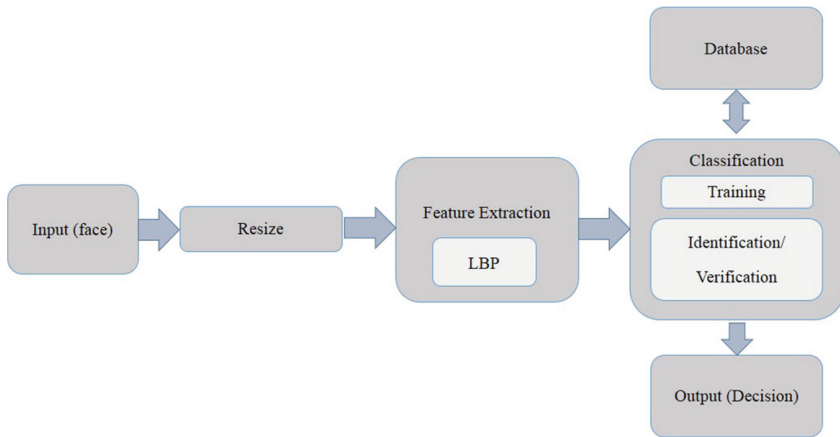 Input (face)
Resize
Feature Extraction
LBP
Database
Classification
Training
Identification/
Verification
Output (Decision)